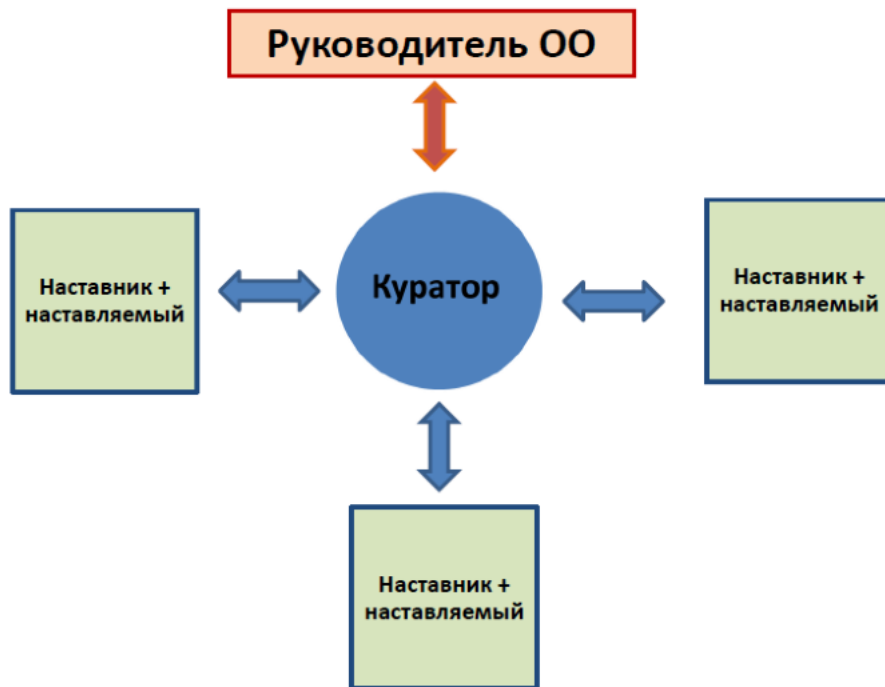 Руководитель ОО
Наставник +
наставляемый
Куратор
Наставник +
наставляемый
Наставник +
наставляемый